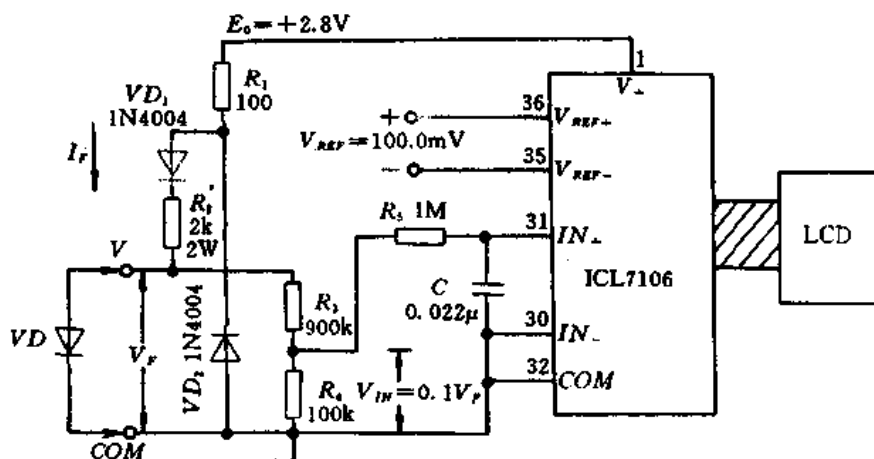 E₀=+2.8V
1
V₊
R₁
100
VD₁
1N4004
36
V_REF+
+
V_REF=100.0mV
I_F
−
35
V_REF−
R₂
2k
2W
R₅ 1M
31
IN₊
LCD
V
C
0.022μ
ICL7106
R₃
900k
VD
V_F
VD₂ 1N4004
30
IN₋
32
COM
R₄
100k
V_IN=0.1V_F
COM